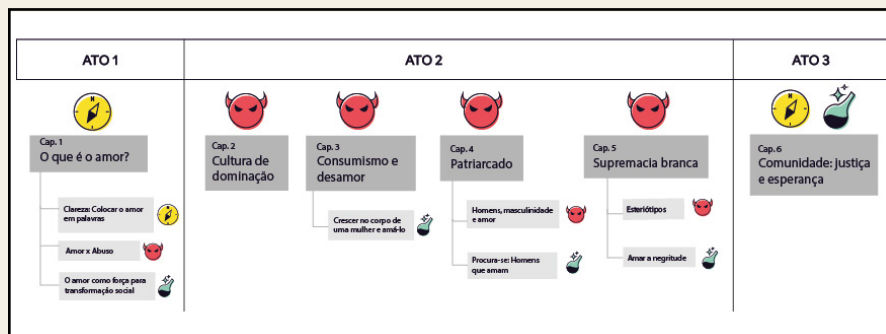 ATO 1
ATO 2
ATO 3
Cap. 1
O que é o amor?
Clareza: Colocar o amor
em palavras
Amor x Abuso
O amor como força para
transformação social
Cap. 2
Cultura de
dominação
Cap. 3
Consumismo e
desamor
Crescer no corpo de
uma mulher e amá-lo
Cap. 4
Patriarcado
Homens, masculinidade
e amor
Procura-se: Homens
que amam
Cap. 5
Supremacia branca
Esteriótipos
Amar a negritude
Cap. 6
Comunidade: justiça
e esperança